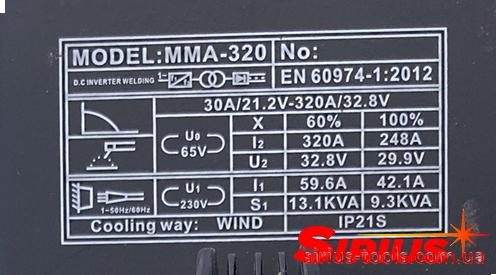 MODEL:MMA-320 No:
D.C INVERTER WELDING 1~ EN 60974-1:2012
30A/21.2V-320A/32.8V
X 60% 100%
U0 65V I2 320A 248A
U2 32.8V 29.9V
U1 230V I1 59.6A 42.1A
1~50Hz/60Hz S1 13.1KVA 9.3KVA
Cooling way: WIND IP21S
SIRIUS
sirius-tools.com.ua